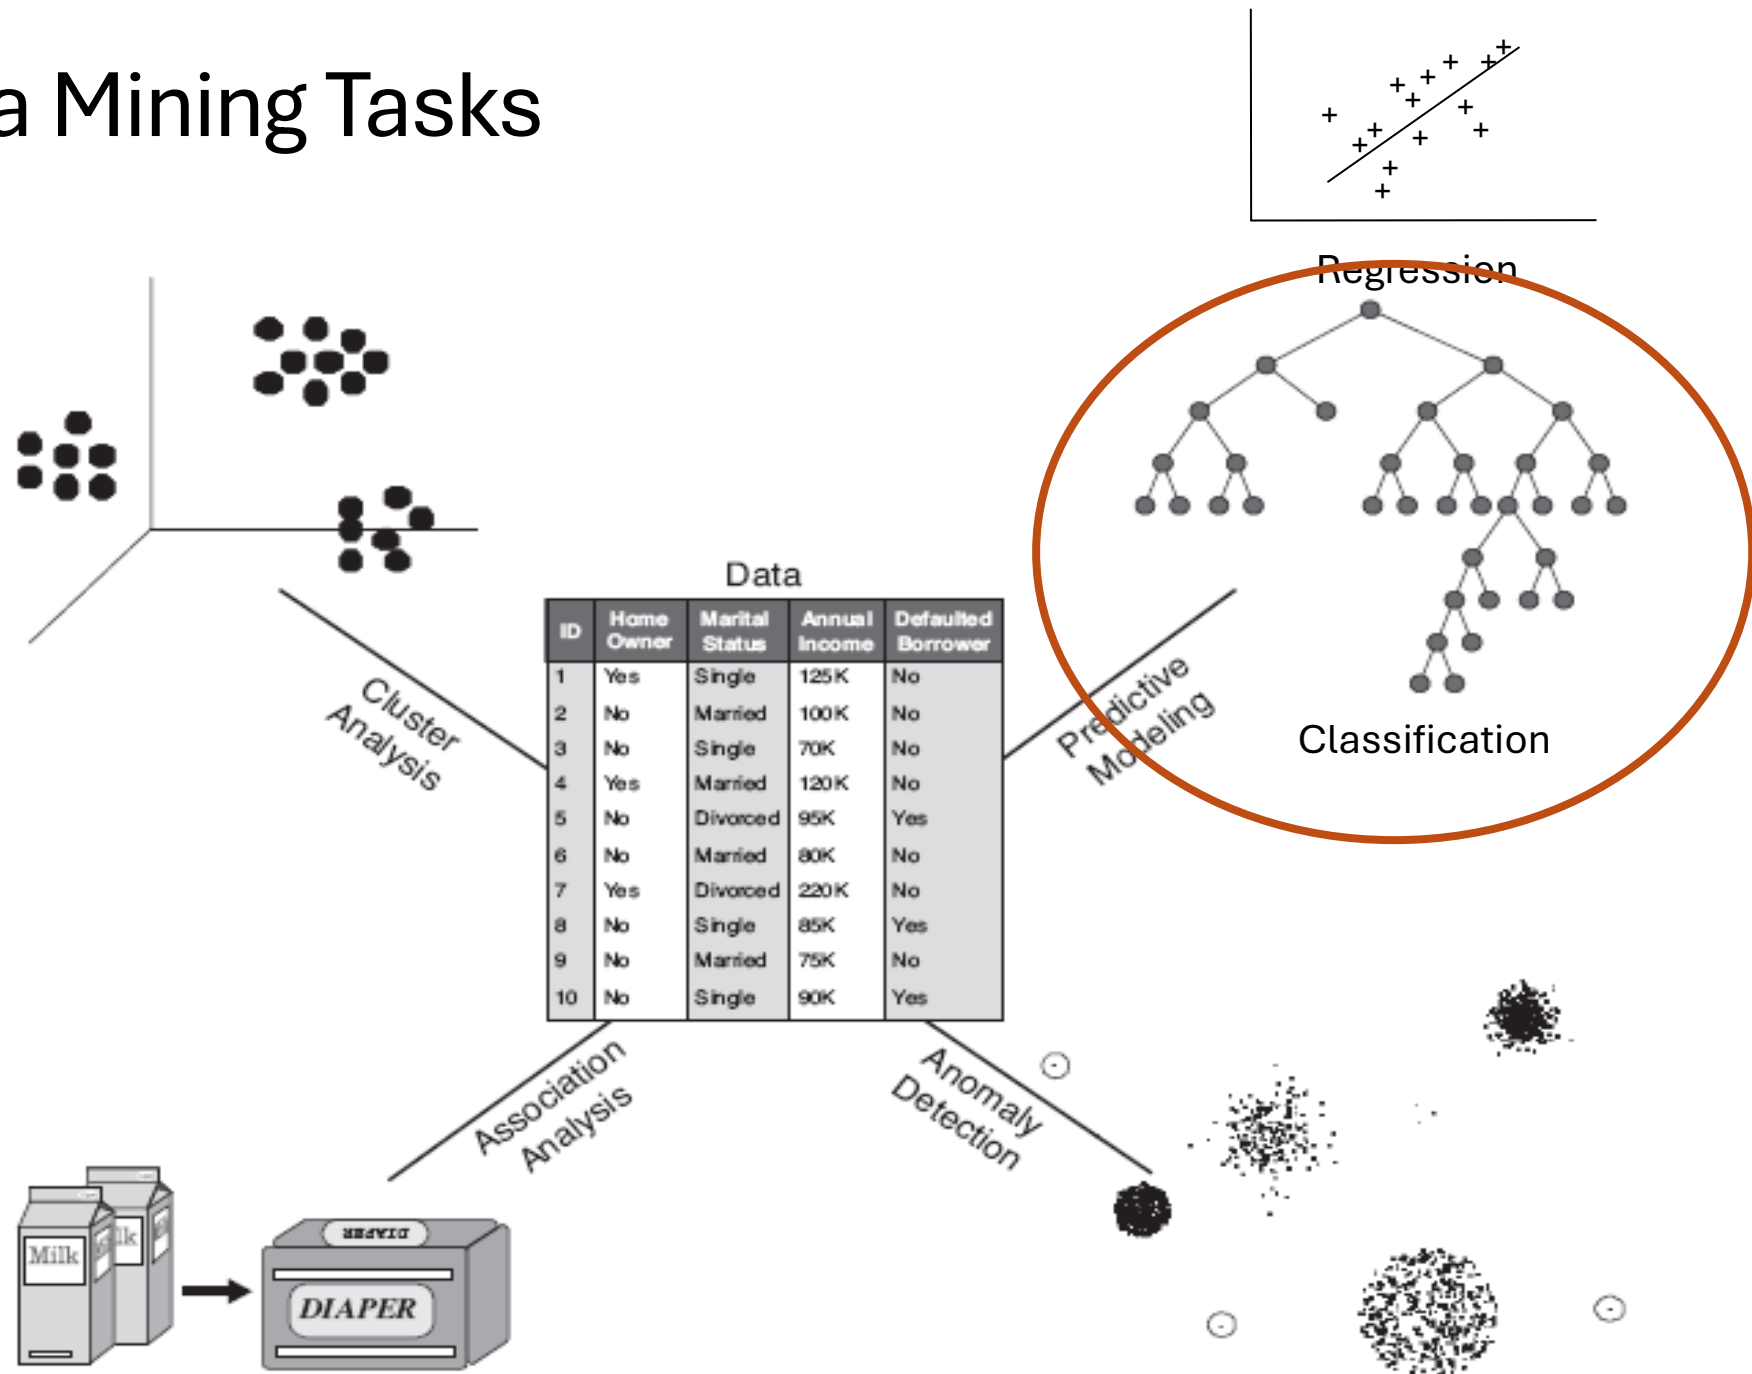 a Mining Tasks
Regression
Data
ID Home Owner Marital Status Annual Income Defaulted Borrower
1 Yes Single 125K No
2 No Married 100K No
3 No Single 70K No
4 Yes Married 120K No
5 No Divorced 95K Yes
6 No Married 80K No
7 Yes Divorced 220K No
8 No Single 85K Yes
9 No Married 75K No
10 No Single 90K Yes
Cluster
Analysis
Predictive
Modeling
Classification
Association
Analysis
Anomaly
Detection
Milk
lk
DIAPER
DIAPER